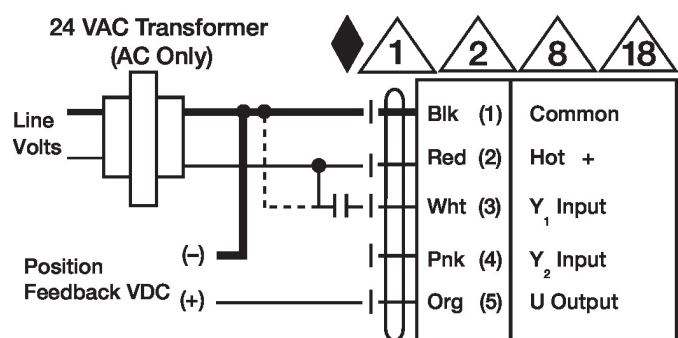 24 VAC Transformer
(AC Only)
1 2 8 18
Line
Volts
Blk (1) Common
Red (2) Hot +
Wht (3) Y1 Input
Pnk (4) Y2 Input
Org (5) U Output
(–)
Position
Feedback VDC (+)